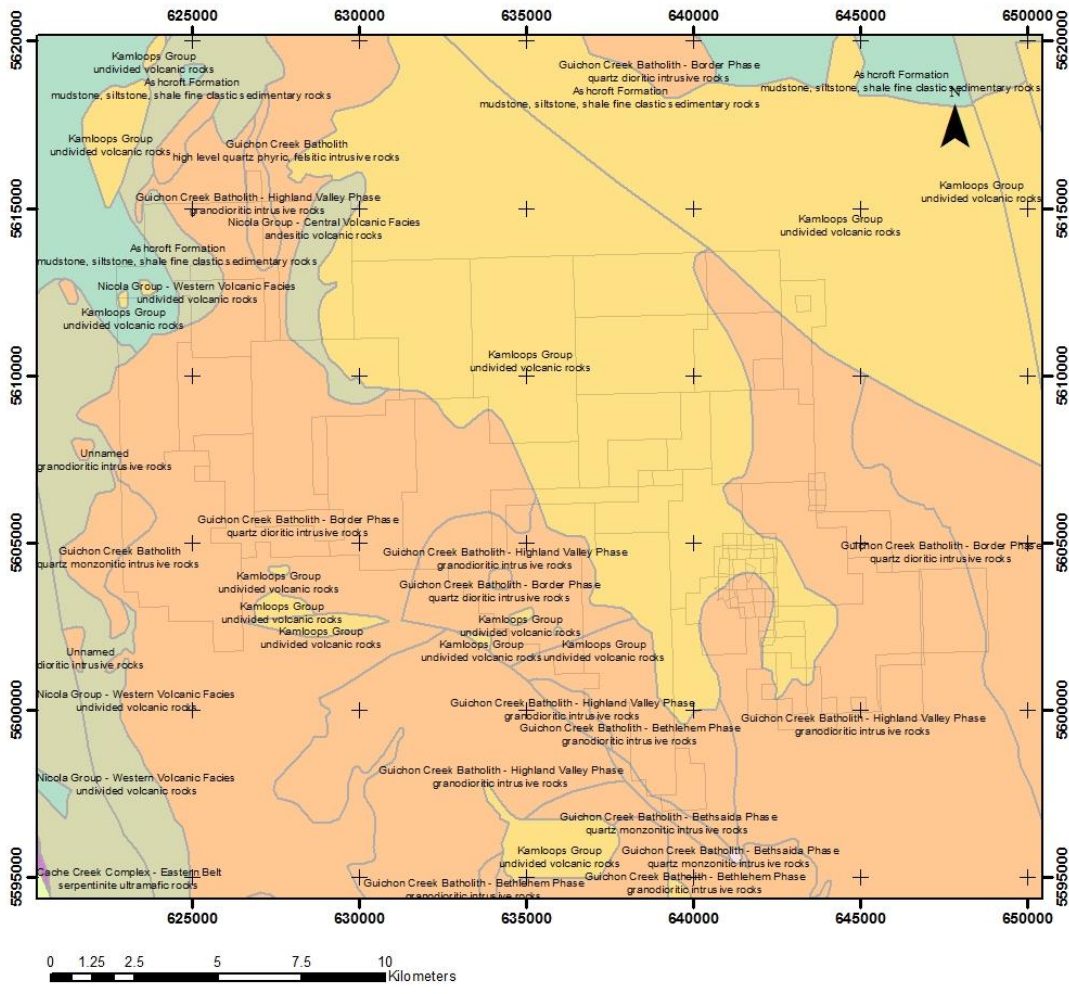 625000 630000 635000 640000 645000 650000
5620000 5620000
Kamloops Group
undivided volcanic rocks
Ashcroft Formation
mudstone, siltstone, shale fine clastic sedimentary rocks
Guichon Creek Batholith - Border Phase
quartz dioritic intrusive rocks
Ashcroft Formation
mudstone, siltstone, shale fine clastic sedimentary rocks
Ashcroft Formation
mudstone, siltstone, shale fine clastic sedimentary rocks
N
Kamloops Group
undivided volcanic rocks
Guichon Creek Batholith
high level quartz phyric, felsitic intrusive rocks
Kamloops Group
undivided volcanic rocks
5615000 5615000
Guichon Creek Batholith - Highland Valley Phase
granodioritic intrusive rocks
Nicola Group - Central Volcanic Facies
andesitic volcanic rocks
Kamloops Group
undivided volcanic rocks
Ashcroft Formation
mudstone, siltstone, shale fine clastic sedimentary rocks
Nicola Group - Western Volcanic Facies
undivided volcanic rocks
Kamloops Group
undivided volcanic rocks
Kamloops Group
undivided volcanic rocks
5610000 5610000
Unnamed
granodioritic intrusive rocks
Guichon Creek Batholith - Border Phase
quartz dioritic intrusive rocks
5605000 5605000
Guichon Creek Batholith
quartz monzonitic intrusive rocks
Guichon Creek Batholith - Highland Valley Phase
granodioritic intrusive rocks
Guichon Creek Batholith - Border Phase
quartz dioritic intrusive rocks
Kamloops Group
undivided volcanic rocks
Guichon Creek Batholith - Border Phase
quartz dioritic intrusive rocks
Kamloops Group
undivided volcanic rocks
Kamloops Group
undivided volcanic rocks
Kamloops Group
undivided volcanic rocks
Unnamed
dioritic intrusive rocks
Kamloops Group
undivided volcanic rocks
Kamloops Group
undivided volcanic rocks
Nicola Group - Western Volcanic Facies
undivided volcanic rocks
5600000 5600000
Guichon Creek Batholith - Highland Valley Phase
granodioritic intrusive rocks
Guichon Creek Batholith - Highland Valley Phase
granodioritic intrusive rocks
Guichon Creek Batholith - Bethlehem Phase
granodioritic intrusive rocks
Nicola Group - Western Volcanic Facies
undivided volcanic rocks
Guichon Creek Batholith - Highland Valley Phase
granodioritic intrusive rocks
Guichon Creek Batholith - Bethsaida Phase
quartz monzonitic intrusive rocks
Kamloops Group
undivided volcanic rocks
Guichon Creek Batholith - Bethsaida Phase
quartz monzonitic intrusive rocks
5595000 5595000
Cache Creek Complex - Eastern Belt
serpentinite ultramafic rocks
Guichon Creek Batholith - Bethlehem Phase
granodioritic intrusive rocks
Guichon Creek Batholith - Bethlehem Phase
granodioritic intrusive rocks
625000 630000 635000 640000 645000 650000
0 1.25 2.5 5 7.5 10
Kilometers